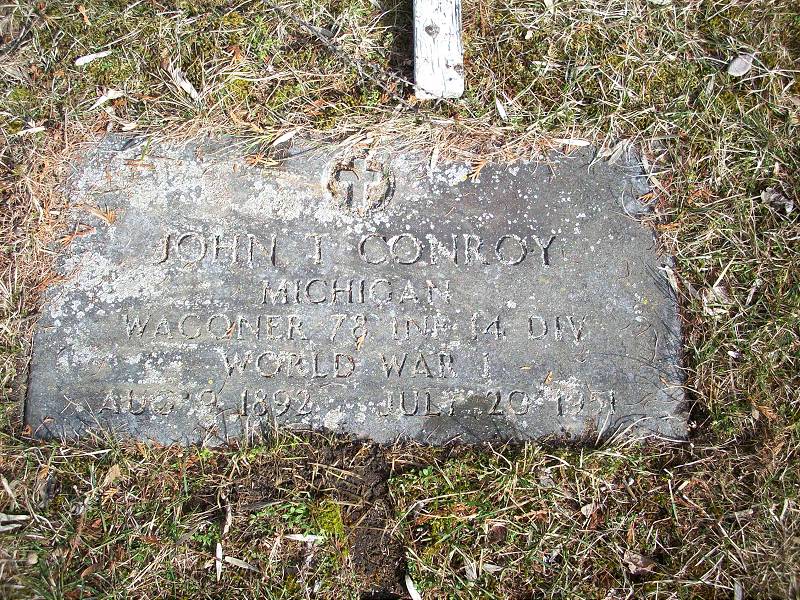 JOHN T CONROY
MICHIGAN
WAGONER 78 INF 14 DIV
WORLD WAR I
AUG 9 1892 JULY 20 1951